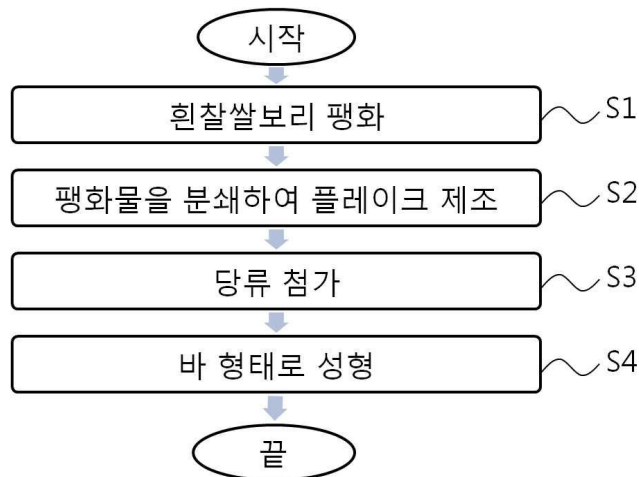 시작
흰찰쌀보리 팽화 S1
팽화물을 분쇄하여 플레이크 제조 S2
당류 첨가 S3
바 형태로 성형 S4
끝